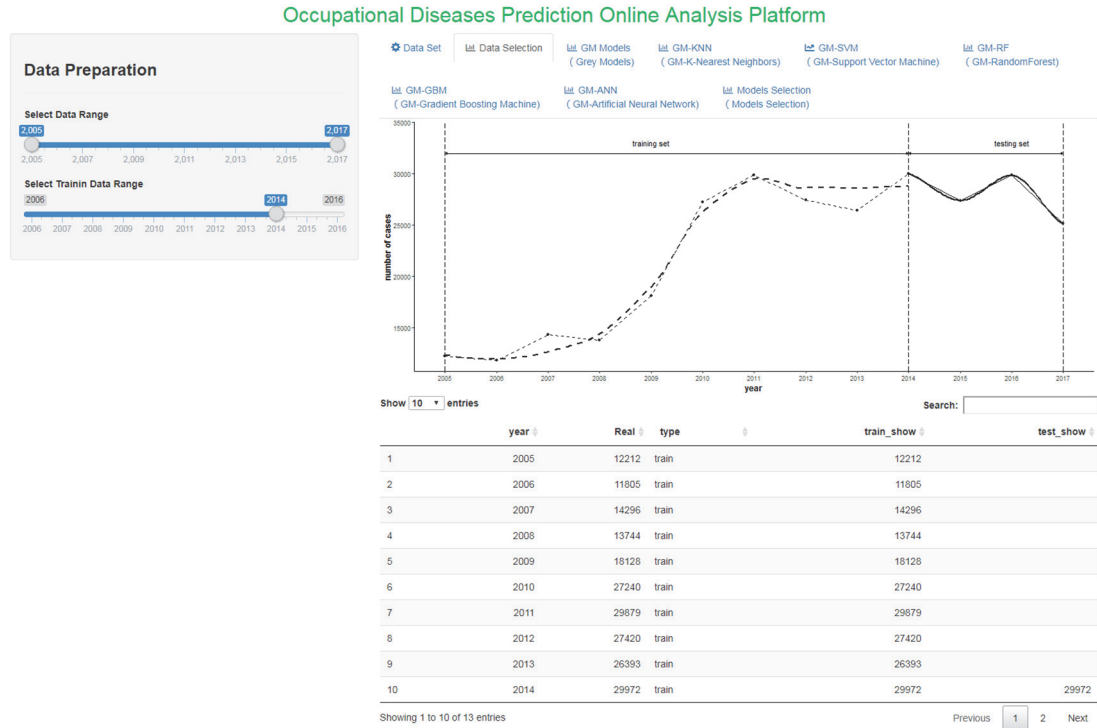 Occupational Diseases Prediction Online Analysis Platform
Data Preparation
Select Data Range
2,005 2,017
2,005 2,007 2,009 2,011 2,013 2,015 2,017
Select Trainin Data Range
2006 2014 2016
2006 2007 2008 2009 2010 2011 2012 2013 2014 2015 2016
Data Set Data Selection GM Models GM-KNN GM-SVM GM-RF
( Grey Models) ( GM-K-Nearest Neighbors) ( GM-Support Vector Machine) ( GM-RandomForest)
GM-GBM GM-ANN Models Selection
( GM-Gradient Boosting Machine) ( GM-Artificial Neural Network) ( Models Selection)
35000
training set testing set
30000
25000
number of cases
20000
15000
2005 2006 2007 2008 2009 2010 2011 2012 2013 2014 2015 2016 2017
year
Show 10 entries Search:
year Real type train_show test_show
1 2005 12212 train 12212
2 2006 11805 train 11805
3 2007 14296 train 14296
4 2008 13744 train 13744
5 2009 18128 train 18128
6 2010 27240 train 27240
7 2011 29879 train 29879
8 2012 27420 train 27420
9 2013 26393 train 26393
10 2014 29972 train 29972 29972
Showing 1 to 10 of 13 entries Previous 1 2 Next